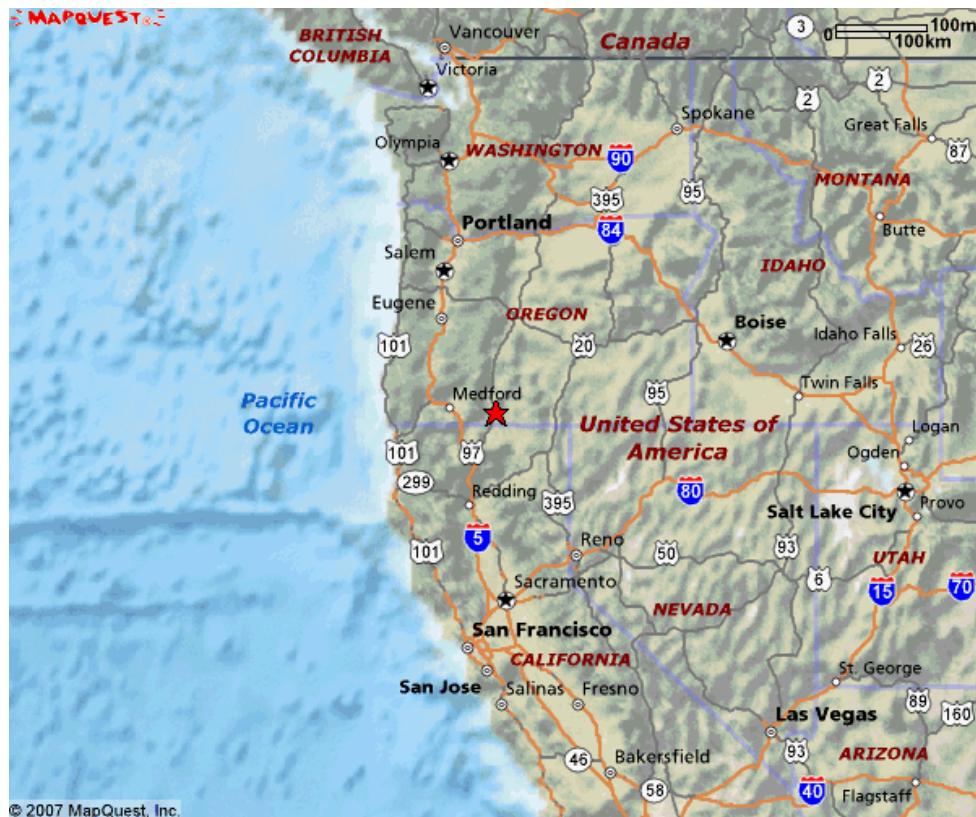 MAPQUEST
BRITISH
COLUMBIA
Vancouver
Canada
3
0 100m
100km
Victoria
2
2
Spokane
Great Falls
Olympia
WASHINGTON
90
87
395
95
MONTANA
Portland
84
Butte
Salem
IDAHO
Eugene
OREGON
Boise
Idaho Falls
101
20
26
Medford
95
Twin Falls
Pacific
Ocean
United States of
America
Logan
101
97
Ogden
299
Redding
395
80
Salt Lake City
Provo
101
5
Reno
50
93
UTAH
Sacramento
6
15
70
NEVADA
San Francisco
CALIFORNIA
St. George
San Jose
Salinas
Fresno
89
160
Las Vegas
93
ARIZONA
46
Bakersfield
58
40
Flagstaff
© 2007 MapQuest, Inc.